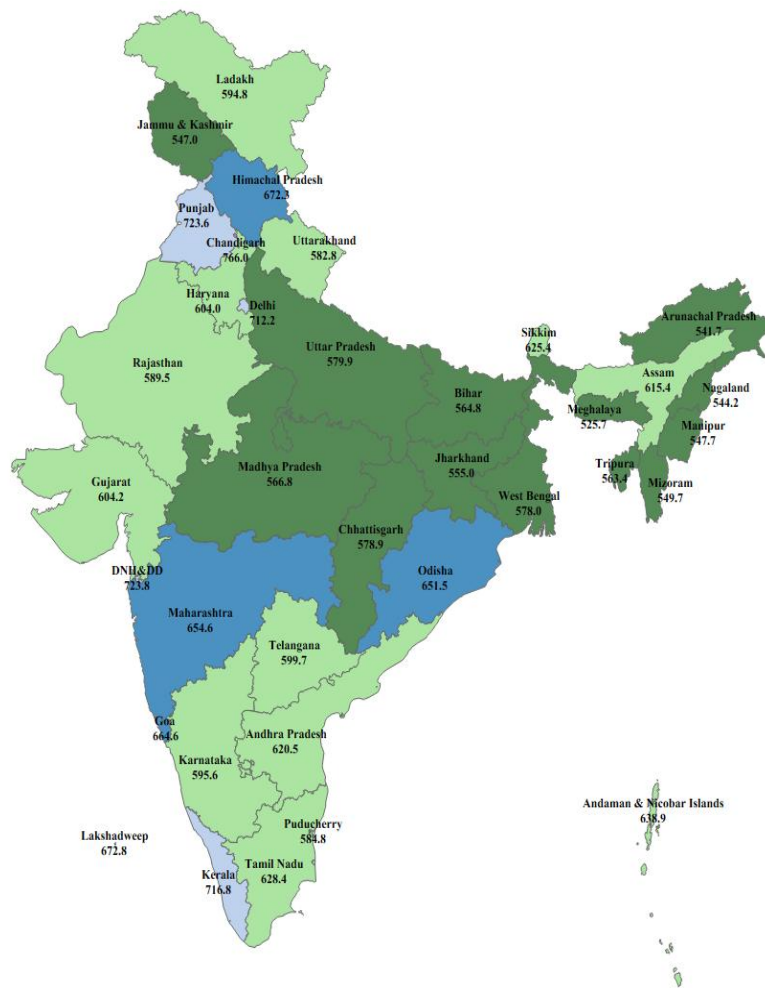 Ladakh
594.8
Jammu & Kashmir
547.0
Himachal Pradesh
672.3
Punjab
723.6
Chandigarh
766.0
Uttarakhand
582.8
Haryana
604.0
Delhi
712.2
Arunachal Pradesh
541.7
Sikkim
625.4
Uttar Pradesh
579.9
Rajasthan
589.5
Assam
615.4
Nagaland
544.2
Bihar
564.8
Meghalaya
525.7
Manipur
547.7
Jharkhand
555.0
Tripura
563.4
Madhya Pradesh
566.8
Gujarat
604.2
Mizoram
549.7
West Bengal
578.0
Chhattisgarh
578.9
DNH&DD
723.8
Odisha
651.5
Maharashtra
654.6
Telangana
599.7
Goa
664.6
Andhra Pradesh
620.5
Karnataka
595.6
Andaman & Nicobar Islands
638.9
Puducherry
584.8
Lakshadweep
672.8
Tamil Nadu
628.4
Kerala
716.8